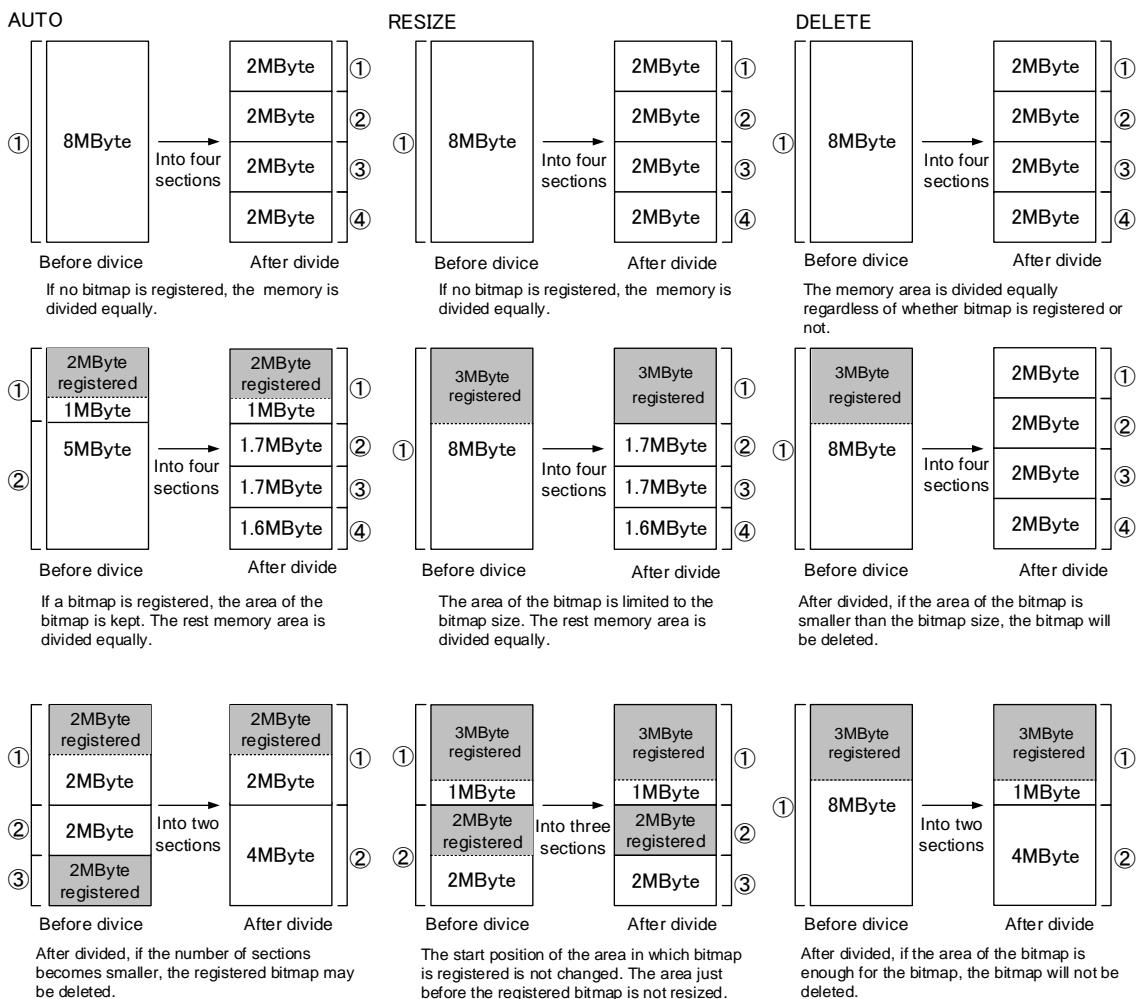 AUTO
①
8MByte
Into four
sections
2MByte
①
2MByte
②
2MByte
③
2MByte
④
Before divice
After divide
If no bitmap is registered, the  memory is
divided equally.
①
2MByte
registered
1MByte
②
5MByte
Into four
sections
2MByte
registered
1MByte
①
1.7MByte
②
1.7MByte
③
1.6MByte
④
Before divice
After divide
If a bitmap is registered, the area of the
bitmap is kept. The rest memory area is
divided equally.
①
2MByte
registered
2MByte
②
2MByte
③
2MByte
registered
Into two
sections
2MByte
registered
2MByte
①
4MByte
②
Before divice
After divide
After divided, if the number of sections
becomes smaller, the registered bitmap may
be deleted.
RESIZE
①
8MByte
Into four
sections
2MByte
①
2MByte
②
2MByte
③
2MByte
④
Before divice
After divide
If no bitmap is registered, the  memory is
divided equally.
①
3MByte
registered
8MByte
Into four
sections
3MByte
registered
①
1.7MByte
②
1.7MByte
③
1.6MByte
④
Before divice
After divide
The area of the bitmap is limited to the
bitmap size. The rest memory area is
divided equally.
①
3MByte
registered
1MByte
②
2MByte
registered
2MByte
Into three
sections
3MByte
registered
1MByte
①
2MByte
registered
②
2MByte
③
Before divice
After divide
The start position of the area in which bitmap
is registered is not changed. The area just
before the registered bitmap is not resized.
DELETE
①
8MByte
Into four
sections
2MByte
①
2MByte
②
2MByte
③
2MByte
④
Before divice
After divide
The memory area is divided equally
regardless of whether bitmap is registered or
not.
①
3MByte
registered
8MByte
Into four
sections
2MByte
①
2MByte
②
2MByte
③
2MByte
④
Before divice
After divide
After divided, if the area of the bitmap is
smaller than the bitmap size, the bitmap will
be deleted.
①
3MByte
registered
8MByte
Into two
sections
3MByte
registered
1MByte
①
4MByte
②
Before divice
After divide
After divided, if the area of the bitmap is
enough for the bitmap, the bitmap will not be
deleted.